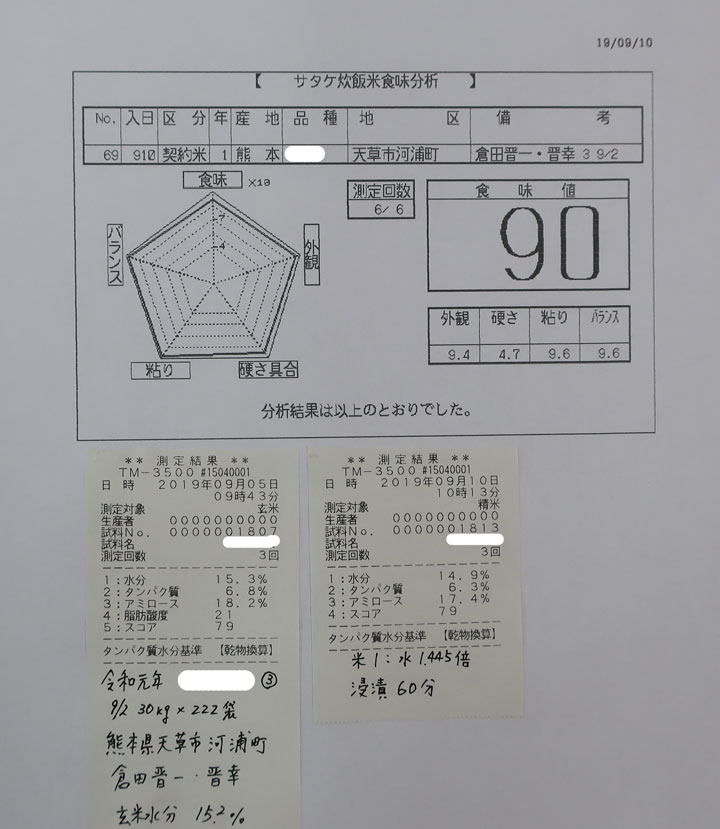 19/09/10
【 サタケ炊飯米食味分析 】
No. 入日 区分 年 産地 品種 地区 備考
69 910 契約米 1 熊本 天草市河浦町 倉田晋一・晋幸 3 9/2
食味 ×10
7
4
バランス
外観
粘り
硬さ具合
測定回数
6/ 6
食味値
90
外観 硬さ 粘り バランス
9.4 4.7 9.6 9.6
分析結果は以上のとおりでした。
** 測定結果 **
TM-3500 #15040001
日 時 2019年09月05日
09時43分
測定対象 玄米
生産者 0000000000
試料No. 0000001807
試料名
測定回数 3回
1:水分 15.3%
2:タンパク質 6.8%
3:アミロース 18.2%
4:脂肪酸度 21
5:スコア 79
タンパク質水分基準 【乾物換算】
令和元年 ③
9/2 30kg×222袋
熊本県天草市河浦町
倉田晋一・晋幸
玄米水分 15.2%
** 測定結果 **
TM-3500 #15040001
日 時 2019年09月10日
10時13分
測定対象 精米
生産者 0000000000
試料No. 0000001813
試料名
測定回数 3回
1:水分 14.9%
2:タンパク質 6.3%
3:アミロース 17.4%
4:スコア 79
タンパク質水分基準 【乾物換算】
米1:水1.445倍
浸漬60分